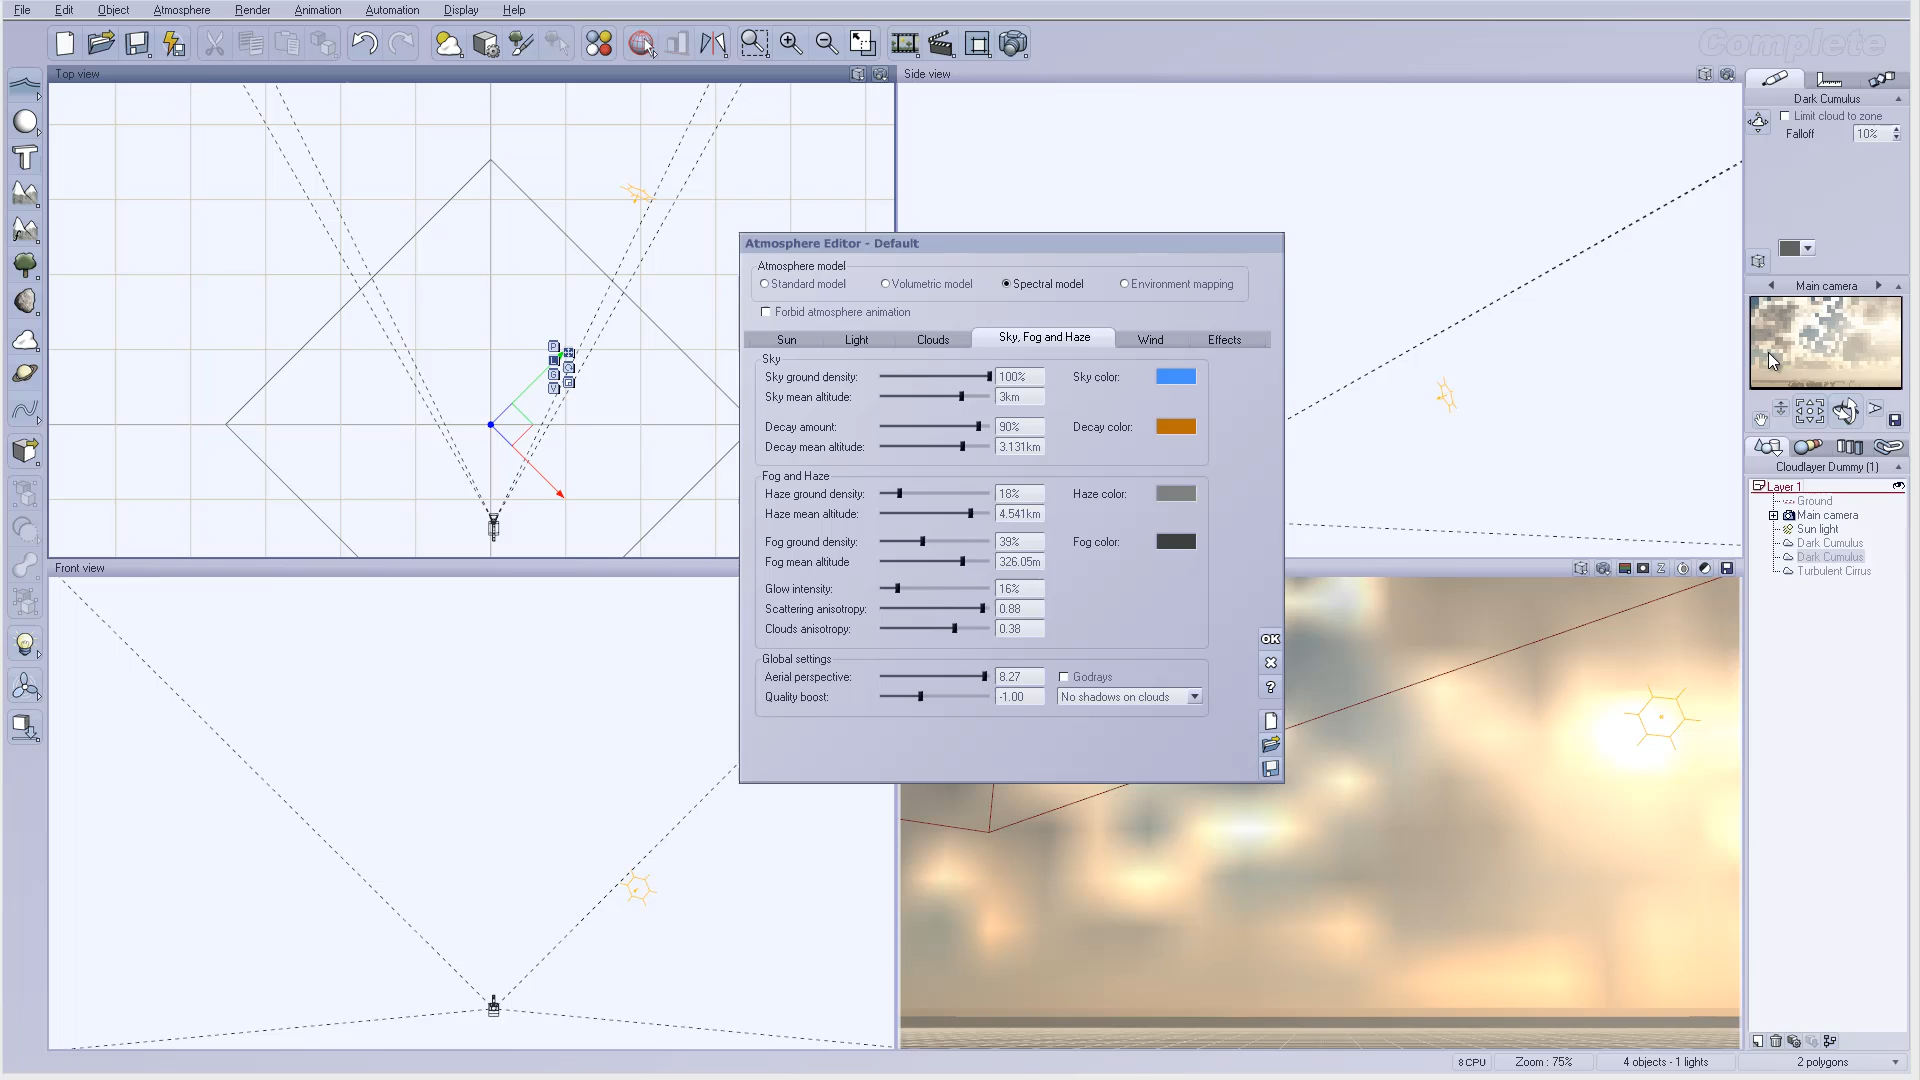 File Edit Object Atmosphere Render Animation Automation Display Help
Complete
Top view
Side view
Dark Cumulus
Limit cloud to zone
Falloff 10%
Atmosphere Editor - Default
Atmosphere model
Standard model Volumetric model Spectral model Environment mapping
Forbid atmosphere animation
Sun Light Clouds Sky, Fog and Haze Wind Effects
Sky
Sky ground density: 100% Sky color:
Sky mean altitude: 3km
Decay amount: 90% Decay color:
Decay mean altitude: 3.131km
Fog and Haze
Haze ground density: 18% Haze color:
Haze mean altitude: 4.541km
Fog ground density: 39% Fog color:
Fog mean altitude 326.05m
Glow intensity: 16%
Scattering anisotropy: 0.88
Clouds anisotropy: 0.38
Global settings
Aerial perspective: 8.27 Godrays
Quality boost: -1.00 No shadows on clouds
OK
?
P
G
V
Main camera
Cloudlayer Dummy (1)
Layer 1
Ground
Main camera
Sun light
Dark Cumulus
Dark Cumulus
Turbulent Cirrus
Front view
Z
8 CPU Zoom : 75% 4 objects - 1 lights 2 polygons